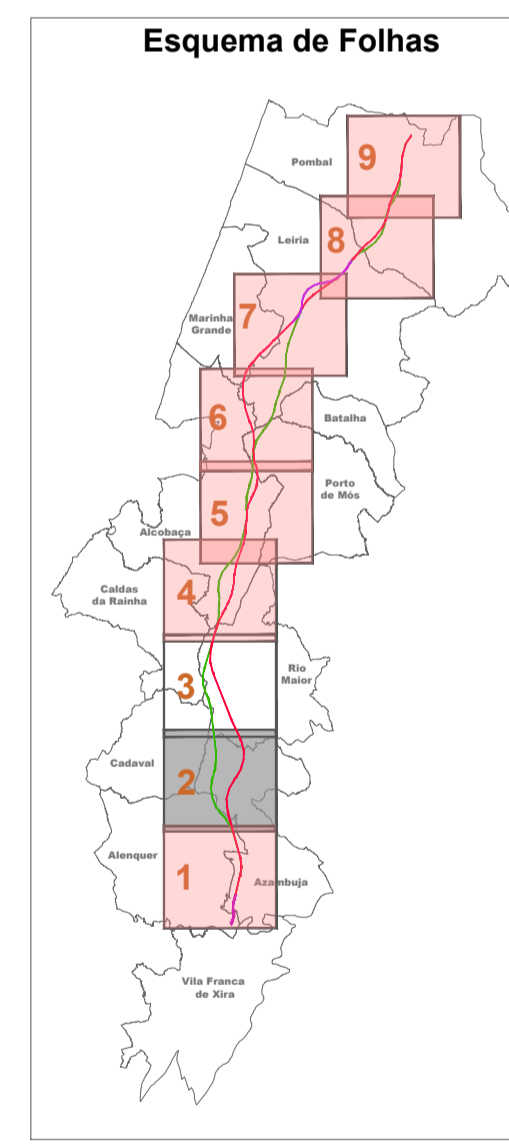 Esquema de Folhas
9
Pombal
8
Leiria
7
Marinha
Grande
6
Batalha
Porto
de Mós
5
Alcobaça
4
Caldas
da Rainha
Rio
Maior
3
Cadaval
2
Alenquer
1
Azambuja
Vila Franca
de Xira